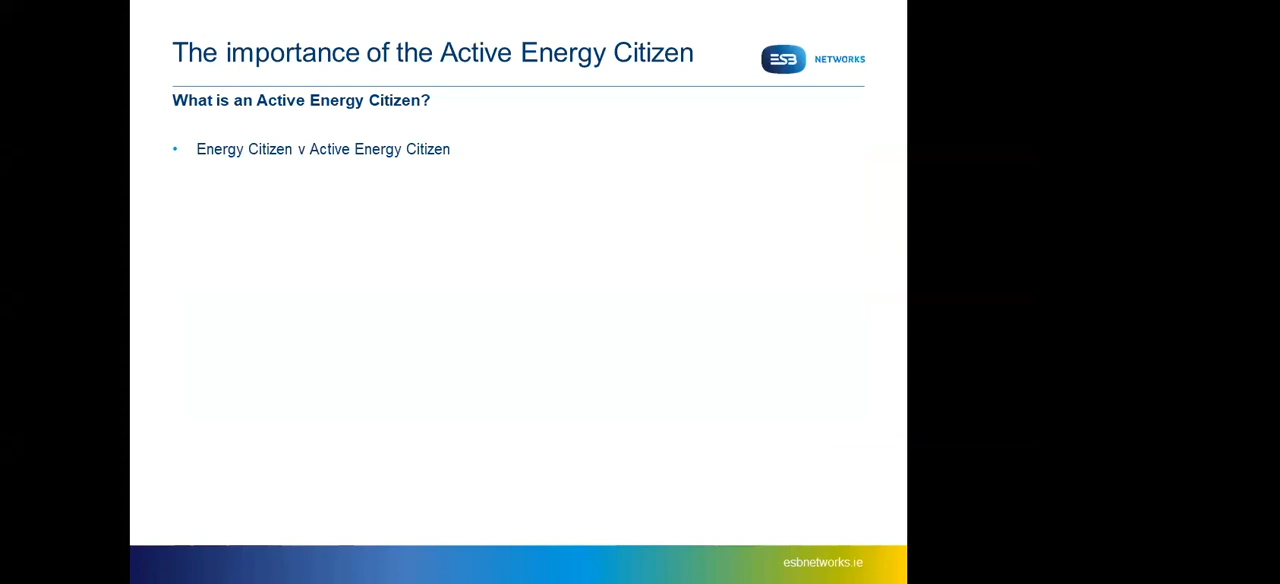 The importance of the Active Energy Citizen
ESB NETWORKS
What is an Active Energy Citizen?
• Energy Citizen v Active Energy Citizen
esbnetworks.ie